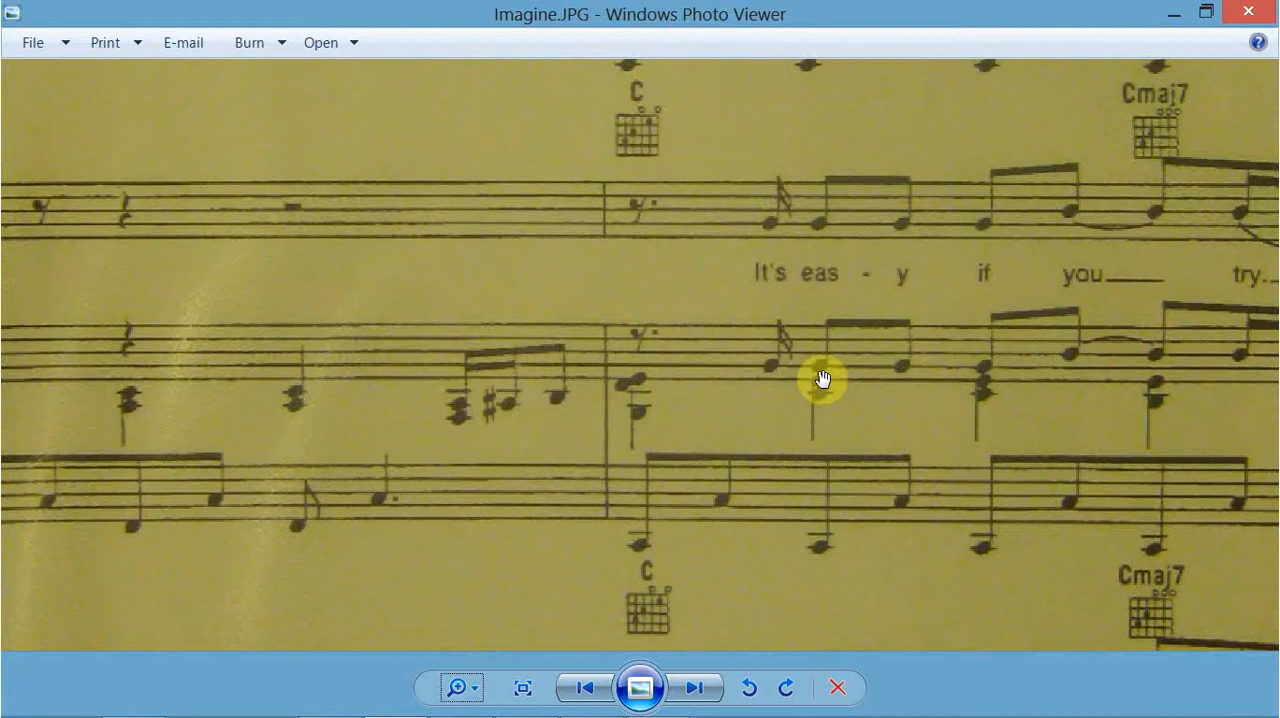 Imagine.JPG - Windows Photo Viewer
File Print E-mail Burn Open
C Cmaj7
It's eas - y if you try.
C Cmaj7